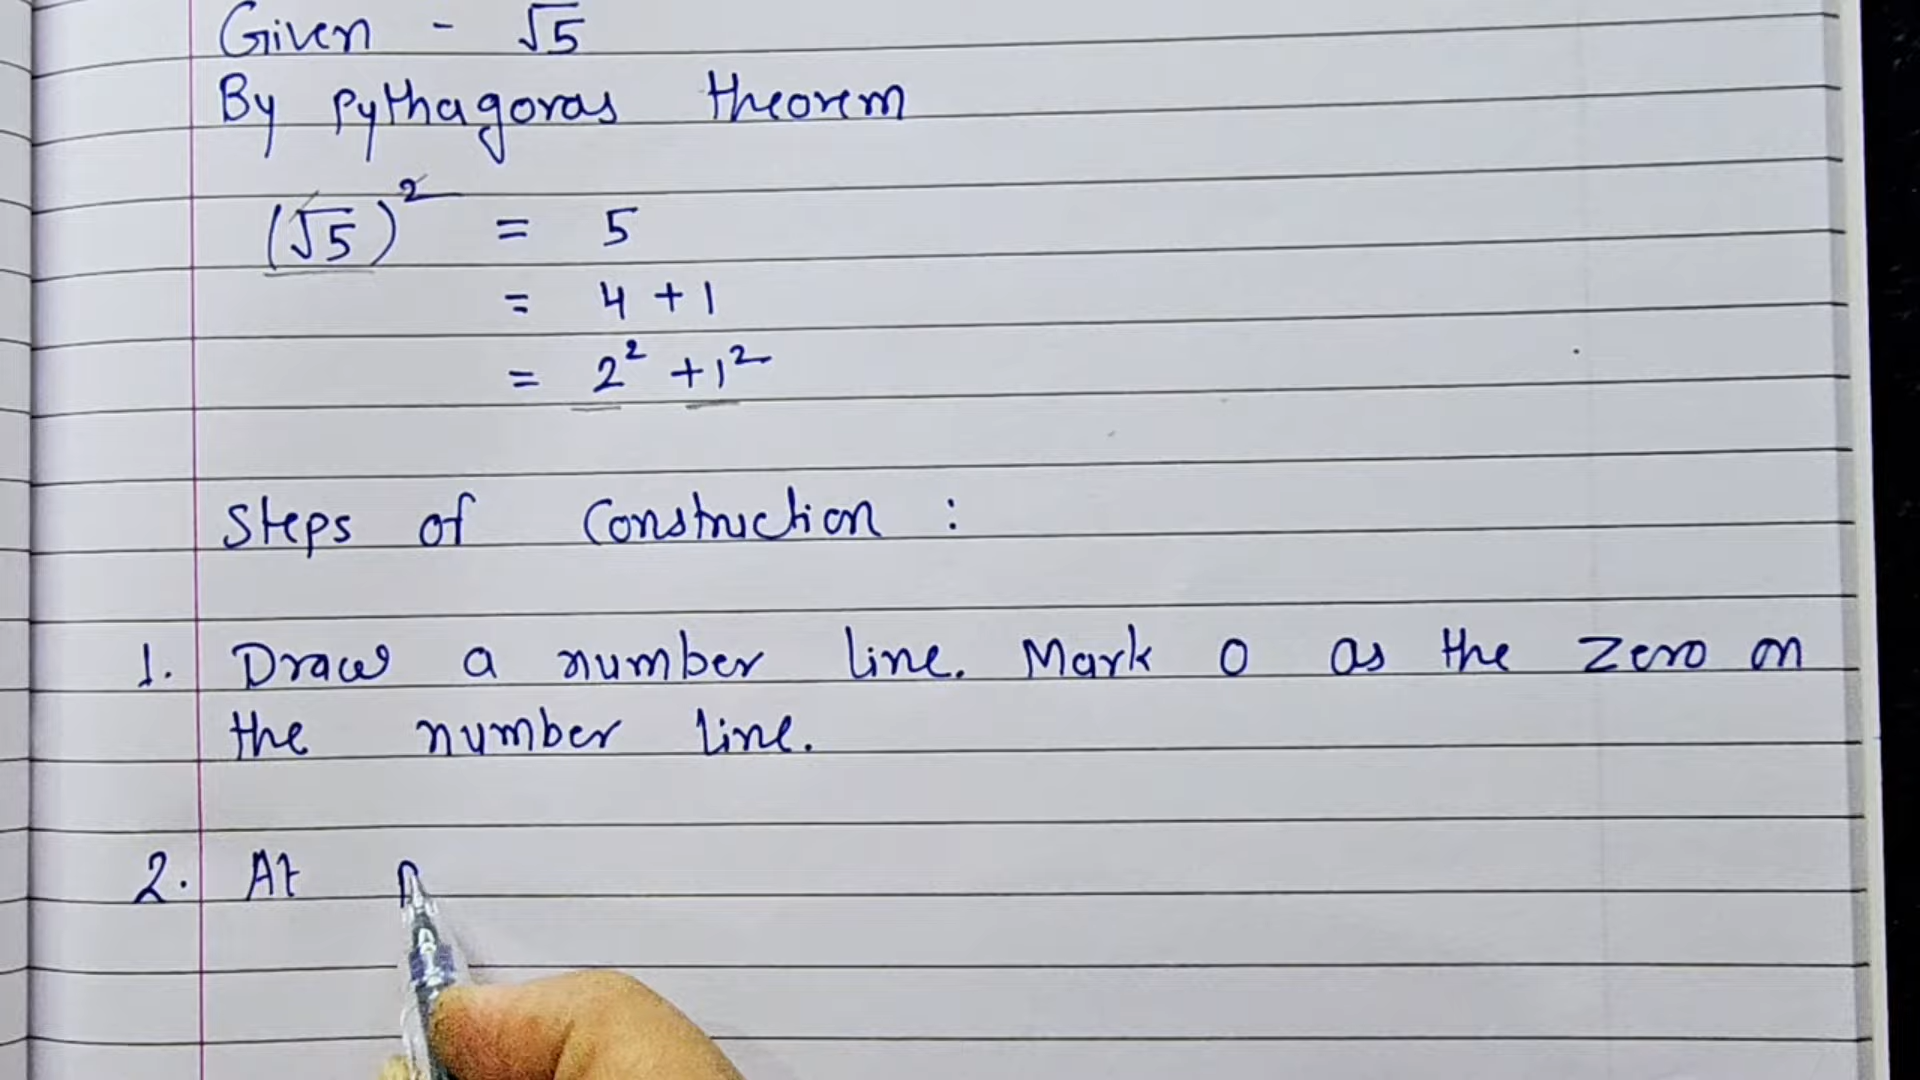 Given - √5
By Pythagoras theorem
(√5)² = 5
= 4 + 1
= 2² + 1²
Steps of Construction :
1. Draw a number line. Mark 0 as the zero on
the number line.
2. At